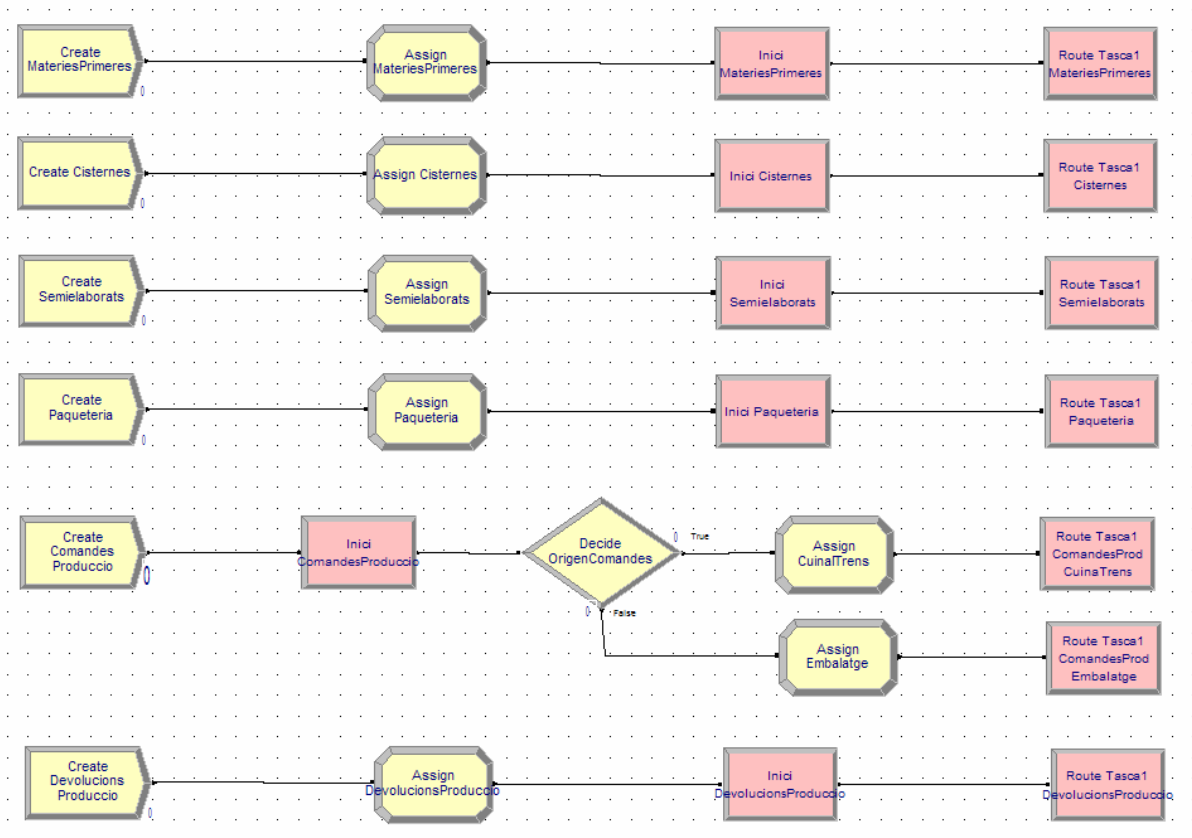 Create
MateriesPrimeres
0
Assign
MateriesPrimeres
Inici
MateriesPrimeres
Route Tasca1
MateriesPrimeres
Create Cisternes
0
Assign Cisternes
Inici Cisternes
Route Tasca1
Cisternes
Create
Semielaborats
0
Assign
Semielaborats
Inici
Semielaborats
Route Tasca1
Semielaborats
Create
Paqueteria
0
Assign
Paqueteria
Inici Paqueteria
Route Tasca1
Paqueteria
Create
Comandes
Produccio
0
Inici
ComandesProduccio
Decide
OrigenComandes
0
True
0
False
Assign
CuinaITrens
Route Tasca1
ComandesProd
CuinaTrens
Assign
Embalatge
Route Tasca1
ComandesProd
Embalatge
Create
Devolucions
Produccio
0
Assign
DevolucionsProduccio
Inici
DevolucionsProduccio
Route Tasca1
DevolucionsProduccio